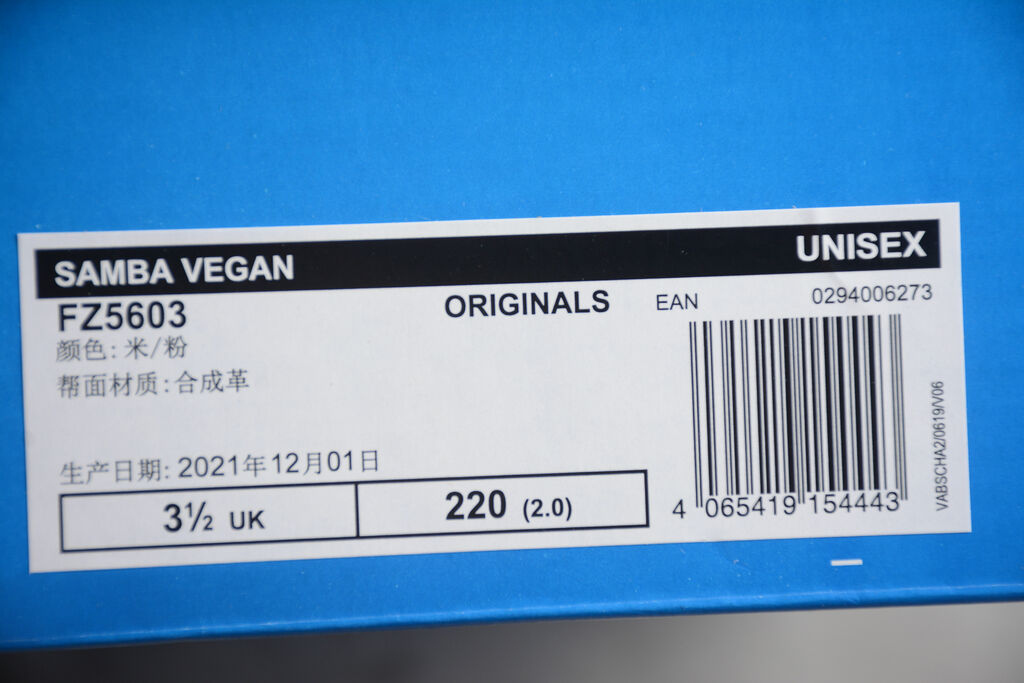 SAMBA VEGAN UNISEX
FZ5603 ORIGINALS EAN 0294006273
颜色: 米/粉
帮面材质: 合成革
生产日期: 2021年12月01日
3½ UK 220 (2.0)
4 065419 154443
VABSCHA2/0619/V06